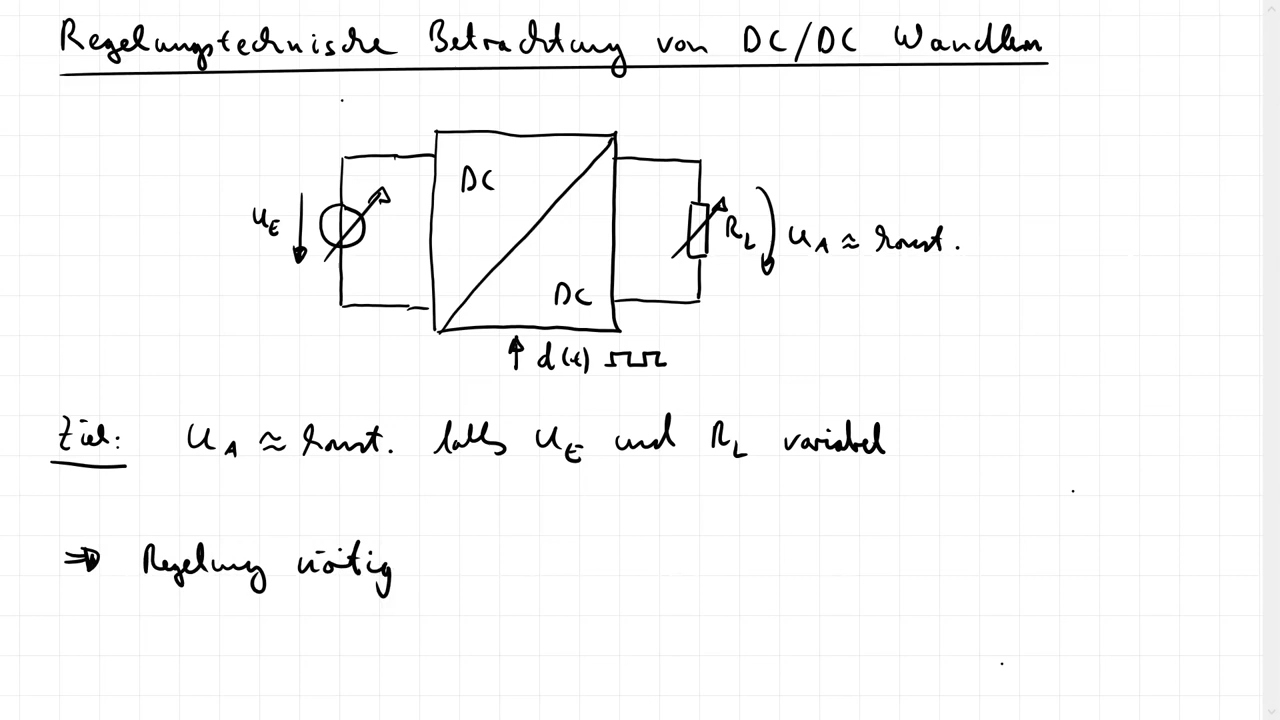 Regelungstechnische Betrachtung von DC/DC Wandlern
DC
u_E
R_L
u_A ≈ konst.
DC
d(t)
Ziel: u_A ≈ konst. falls u_E und R_L variabel
⇒ Regelung nötig